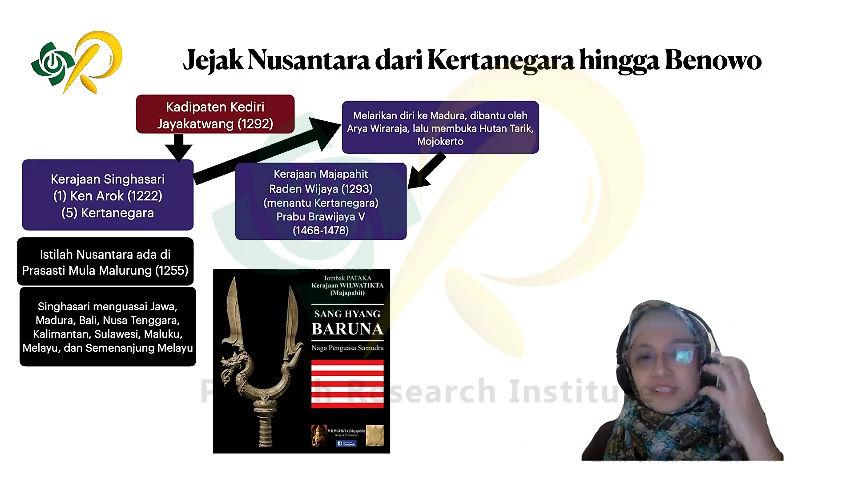 Jejak Nusantara dari Kertanegara hingga Benowo
Kadipaten Kediri
Jayakatwang (1292)
Melarikan diri ke Madura, dibantu oleh
Arya Wiraraja, lalu membuka Hutan Tarik,
Mojokerto
Kerajaan Singhasari
(1) Ken Arok (1222)
(5) Kertanegara
Kerajaan Majapahit
Raden Wijaya (1293)
(menantu Kertanegara)
Prabu Brawijaya V
(1468-1478)
Istilah Nusantara ada di
Prasasti Mula Malurung (1255)
Singhasari menguasai Jawa,
Madura, Bali, Nusa Tenggara,
Kalimantan, Sulawesi, Maluku,
Melayu, dan Semenanjung Melayu
Tombak PATAKA
Kerajaan WILWATIKTA
(Majapahit)
SANG HYANG
BARUNA
Naga Penguasa Samudra
WILWATIKTA (Majapahit)
Research Institute